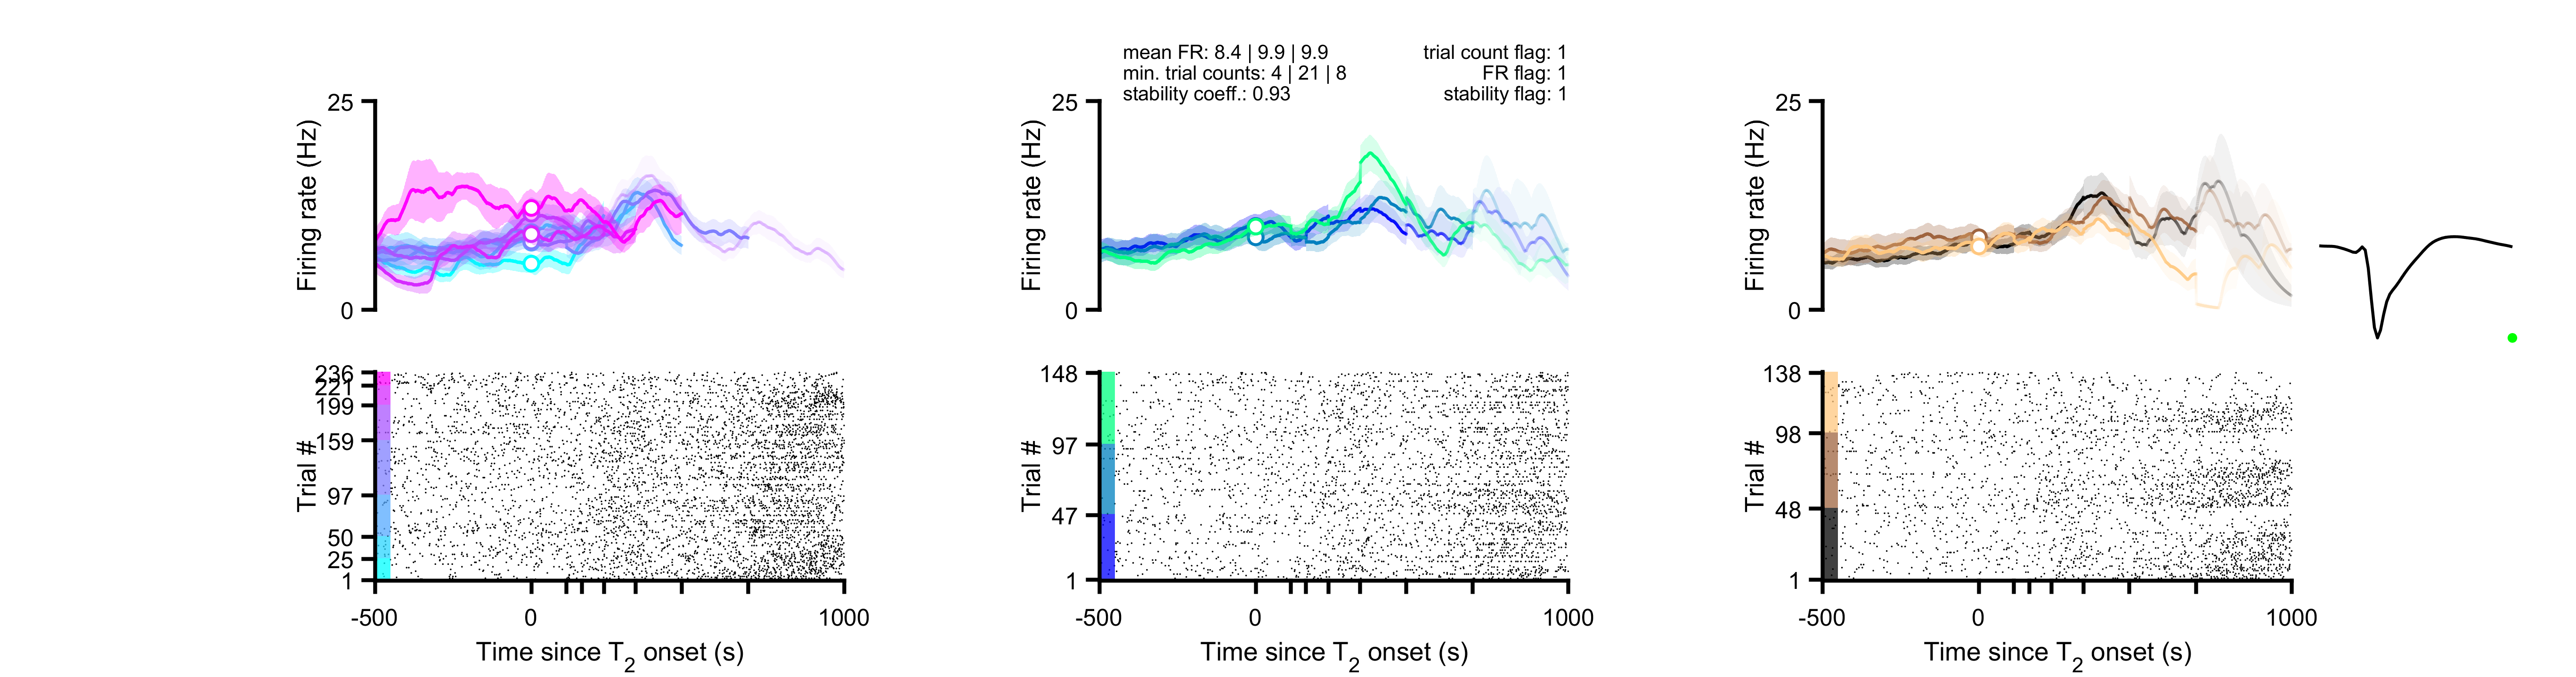 mean FR: 8.4 | 9.9 | 9.9
min. trial counts: 4 | 21 | 8
stability coeff.: 0.93
trial count flag: 1
FR flag: 1
stability flag: 1
25
Firing rate (Hz)
0
25
Firing rate (Hz)
0
25
Firing rate (Hz)
0
236
221
199
159
97
50
25
1
Trial #
-500
0
1000
Time since T2 onset (s)
148
97
47
1
Trial #
-500
0
1000
Time since T2 onset (s)
138
98
48
1
Trial #
-500
0
1000
Time since T2 onset (s)